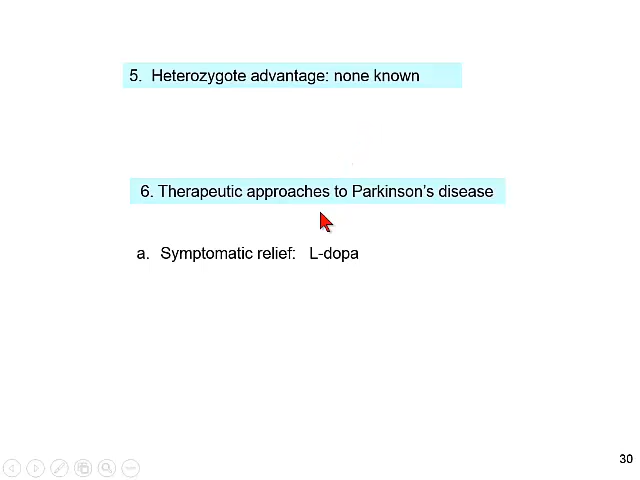 5. Heterozygote advantage: none known
6. Therapeutic approaches to Parkinson's disease
a. Symptomatic relief: L-dopa
30